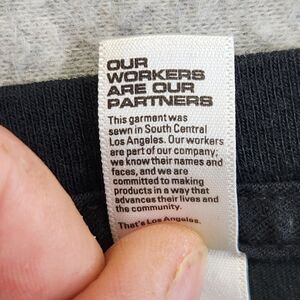 OUR
WORKERS
ARE OUR
PARTNERS
This garment was
sewn in South Central
Los Angeles. Our workers
are part of our company;
we know their names and
faces, and we are
committed to making
products in a way that
advances their lives and
the community.
That's Los Angeles